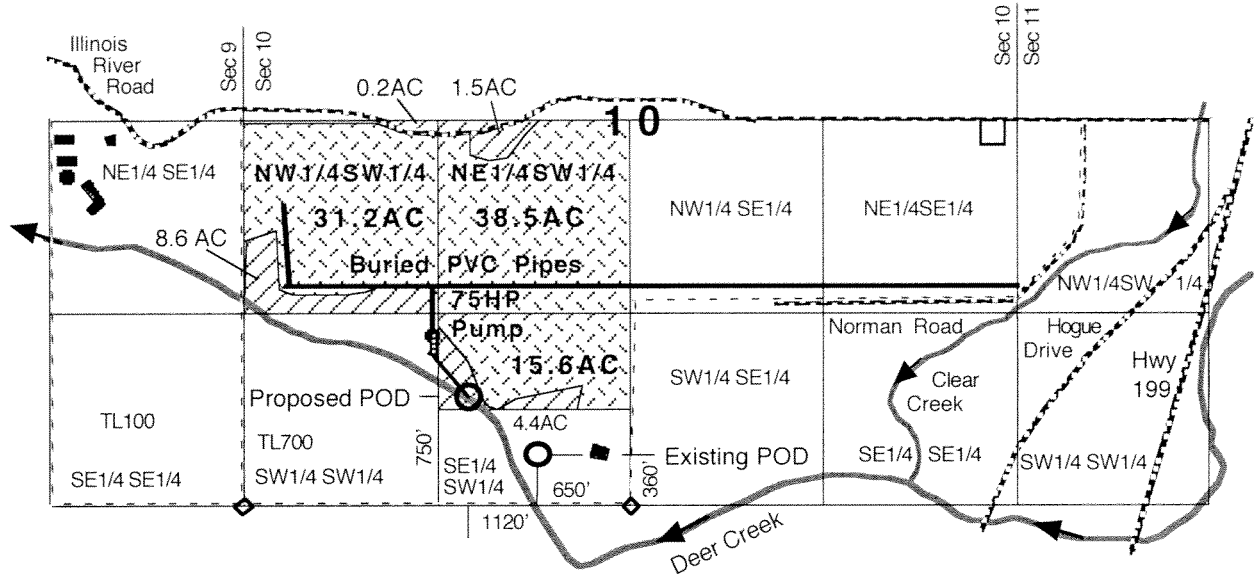 Illinois
River
Road
Sec 9
Sec 10
Sec 10
Sec 11
0.2AC
1.5AC
10
NE1/4 SE1/4
NW1/4SW1/4
NE1/4SW1/4
31.2AC
38.5AC
NW1/4 SE1/4
NE1/4SE1/4
8.6 AC
Buried PVC Pipes
75HP
Pump
NW1/4SW 1/4
Norman Road
Hogue
Drive
Hwy
199
15.6AC
SW1/4 SE1/4
Clear
Creek
Proposed POD
TL100
TL700
4.4AC
750'
SE1/4
SW1/4
Existing POD
360'
SE1/4 SE1/4
SW1/4 SW1/4
SE1/4 SE1/4
SW1/4 SW1/4
650'
1120'
Deer Creek